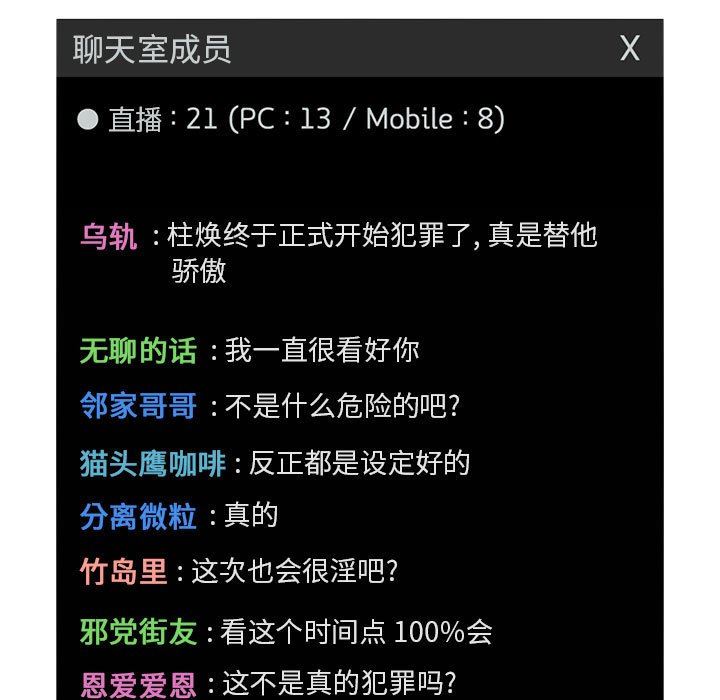 聊天室成员 X
直播 : 21 (PC : 13 / Mobile : 8)
乌轨 : 柱焕终于正式开始犯罪了, 真是替他
骄傲
无聊的话 : 我一直很看好你
邻家哥哥 : 不是什么危险的吧?
猫头鹰咖啡 : 反正都是设定好的
分离微粒 : 真的
竹岛里 : 这次也会很淫吧?
邪党街友 : 看这个时间点 100%会
恩爱爱恩 : 这不是真的犯罪吗?